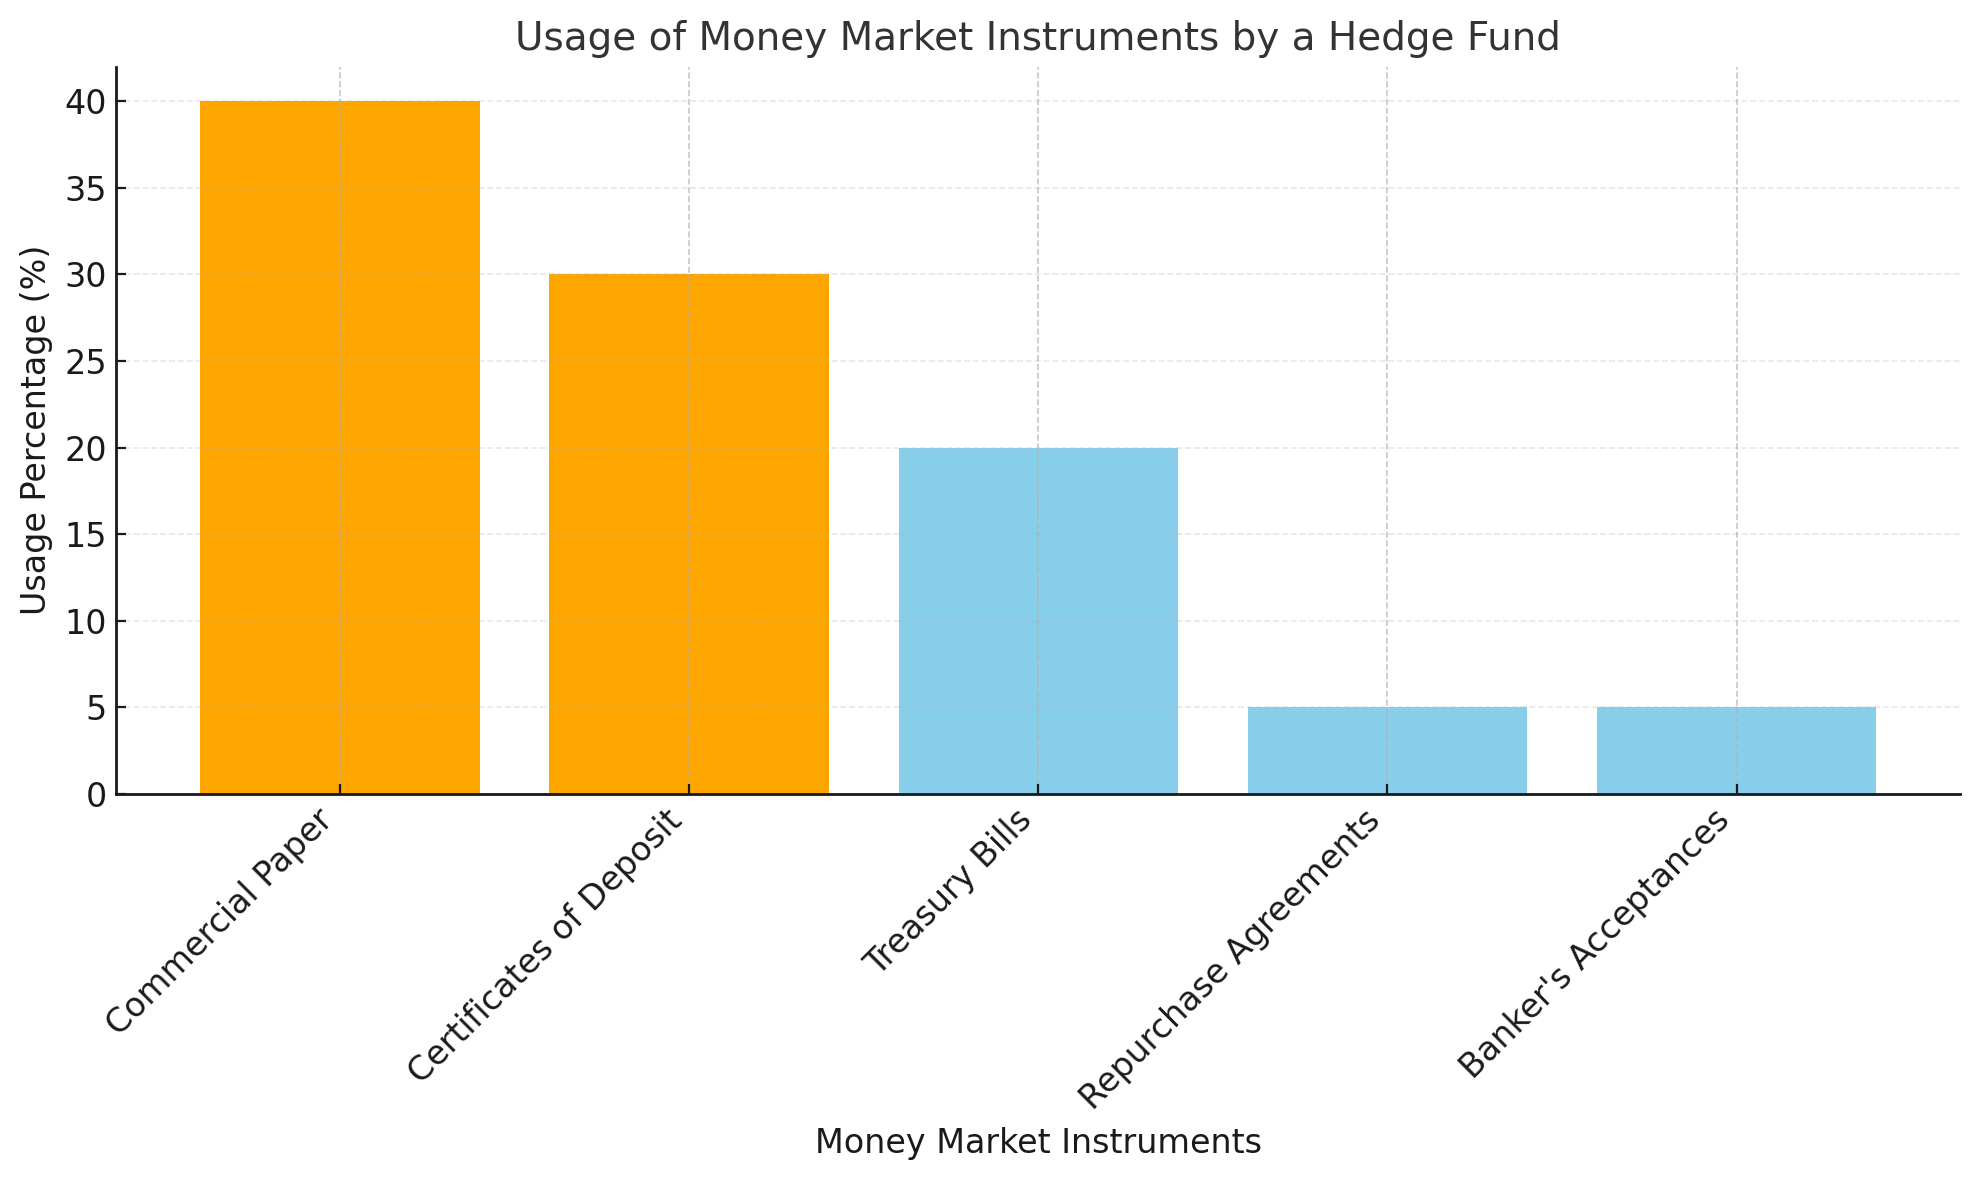 Usage of Money Market Instruments by a Hedge Fund
Usage Percentage (%)
40
35
30
25
20
15
10
5
0
Commercial Paper
Certificates of Deposit
Treasury Bills
Repurchase Agreements
Banker's Acceptances
Money Market Instruments